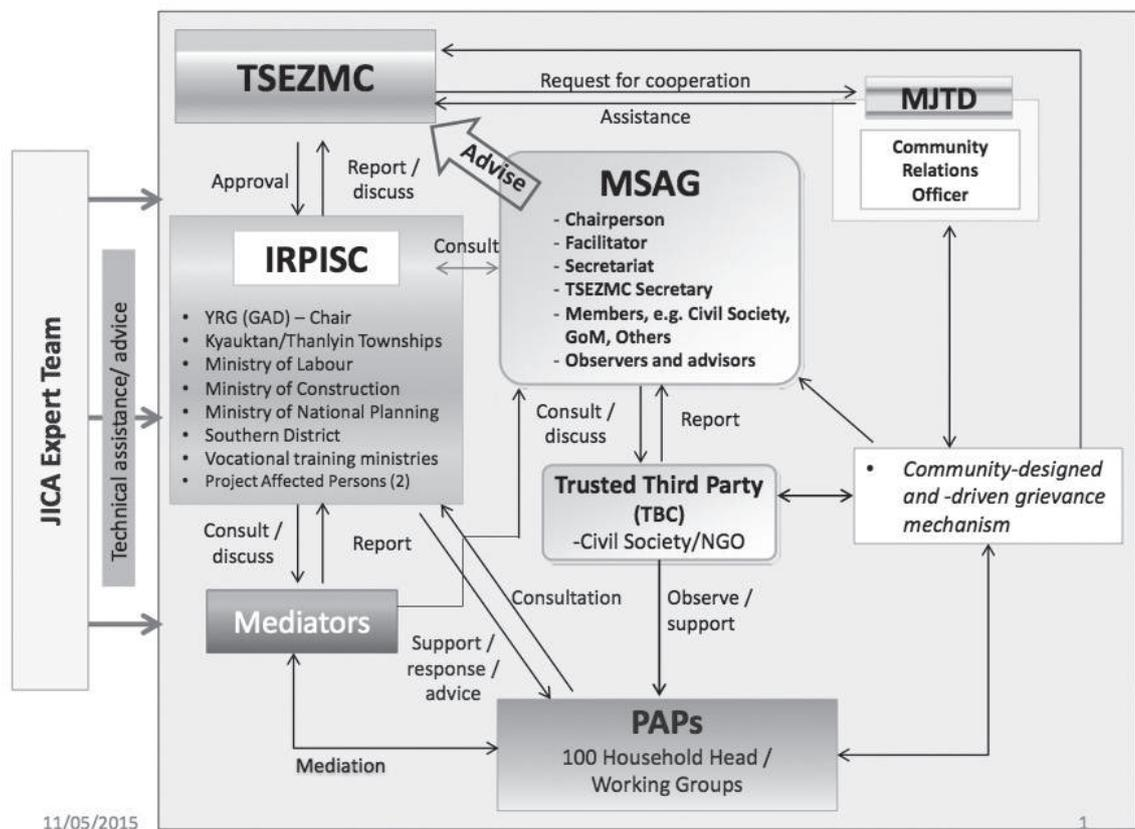 TSEZMC
Request for cooperation
Assistance
MJTD
Community
Relations
Officer
Approval
Report /
discuss
Advise
MSAG
- Chairperson
- Facilitator
- Secretariat
- TSEZMC Secretary
- Members, e.g. Civil Society,
GoM, Others
- Observers and advisors
Consult
IRPISC
• YRG (GAD) – Chair
• Kyauktan/Thanlyin Townships
• Ministry of Labour
• Ministry of Construction
• Ministry of National Planning
• Southern District
• Vocational training ministries
• Project Affected Persons (2)
JICA Expert Team
Technical assistance/ advice
Consult /
discuss
Report
Trusted Third Party
(TBC)
-Civil Society/NGO
• Community-designed
and -driven grievance
mechanism
Consult /
discuss
Report
Mediators
Consultation
Support /
response /
advice
Observe /
support
Mediation
PAPs
100 Household Head /
Working Groups
11/05/2015
1